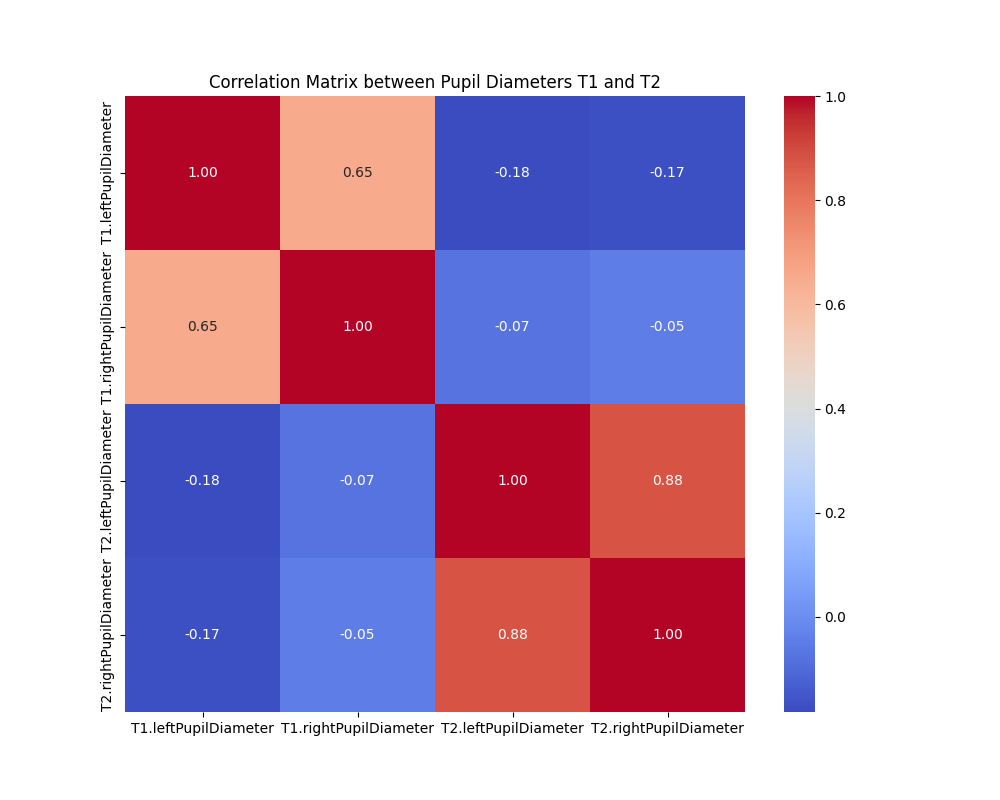 Correlation Matrix between Pupil Diameters T1 and T2
T1.leftPupilDiameter
1.00
0.65
-0.18
-0.17
T1.rightPupilDiameter
0.65
1.00
-0.07
-0.05
T2.leftPupilDiameter
-0.18
-0.07
1.00
0.88
T2.rightPupilDiameter
-0.17
-0.05
0.88
1.00
T1.leftPupilDiameter
T1.rightPupilDiameter
T2.leftPupilDiameter
T2.rightPupilDiameter
1.0
0.8
0.6
0.4
0.2
0.0